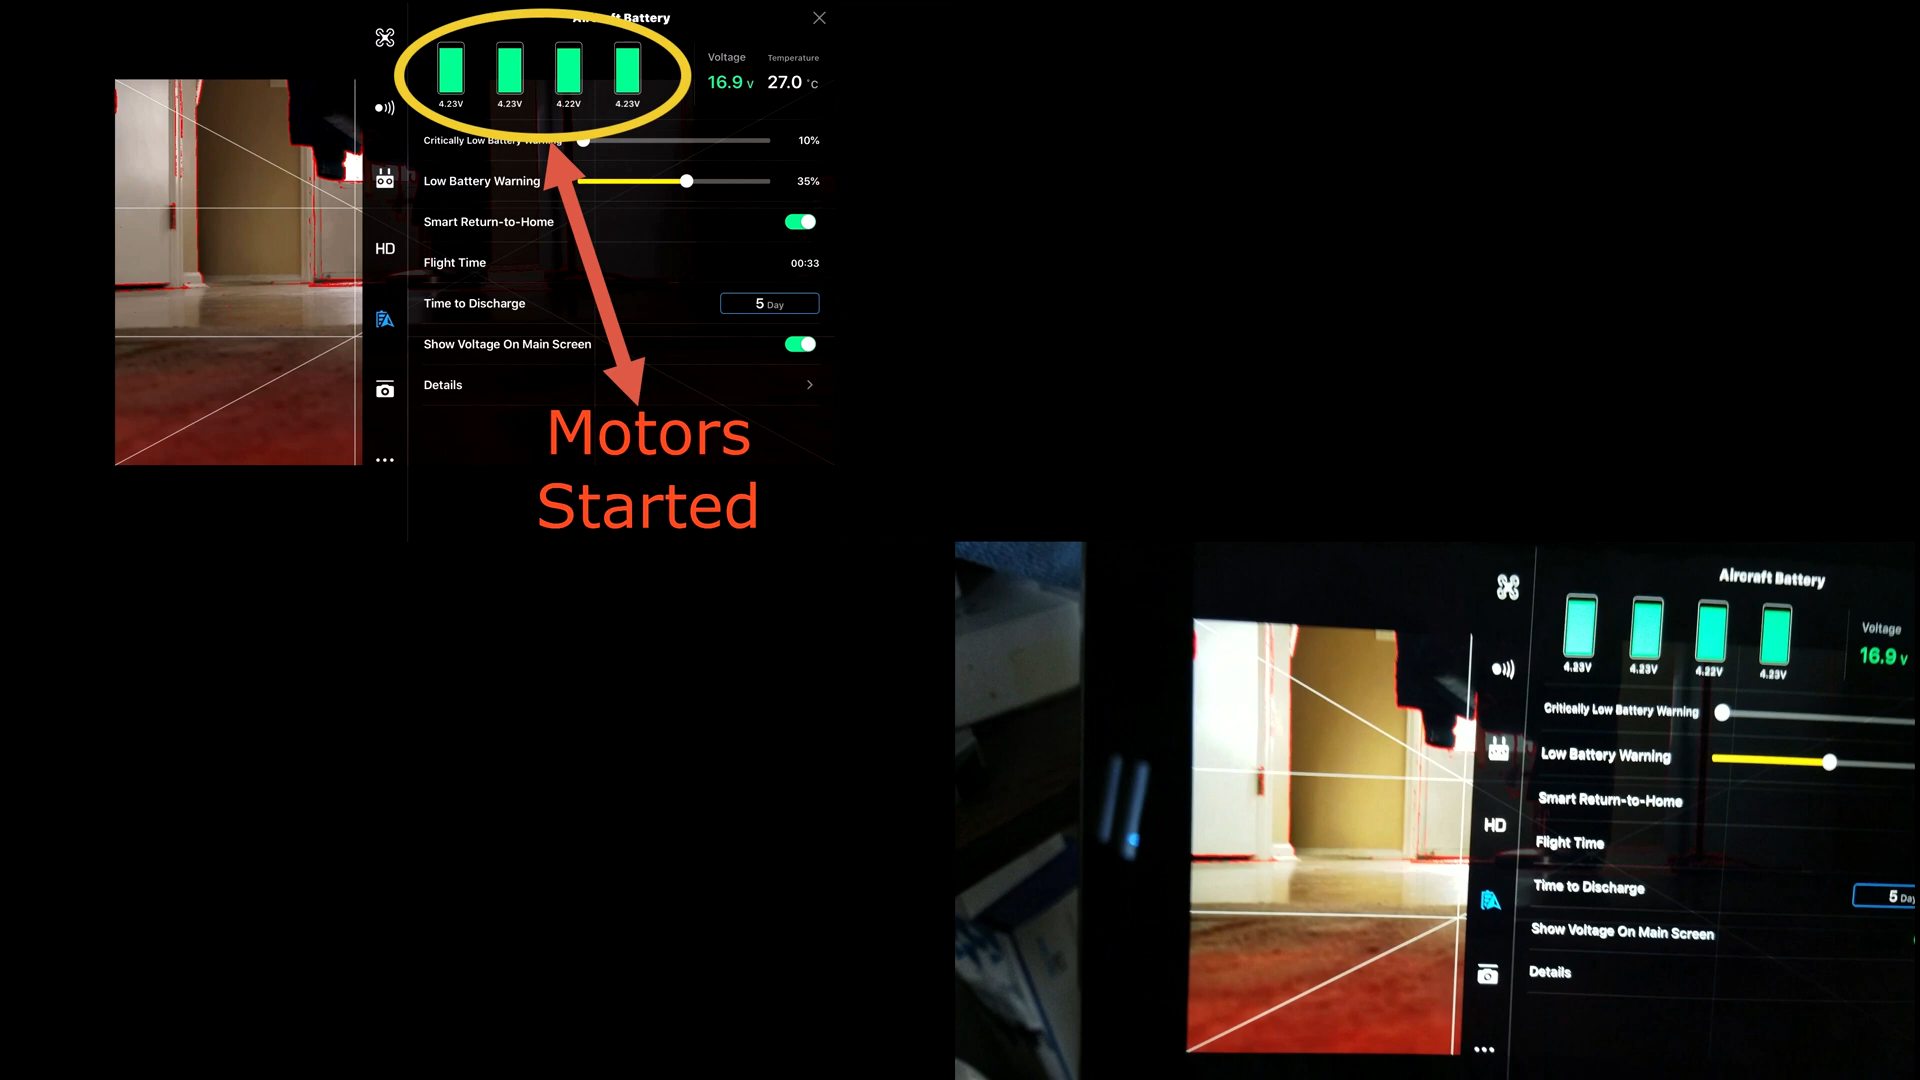 Aircraft Battery
4.23V 4.23V 4.22V 4.23V
Voltage Temperature
16.9 V 27.0 °C
Critically Low Battery Warning 10%
Low Battery Warning 35%
Smart Return-to-Home
HD
Flight Time 00:33
Time to Discharge 5 Day
Show Voltage On Main Screen
Details
Motors
Started
Aircraft Battery
4.23V 4.23V 4.22V 4.23V
Voltage
16.9 V
Critically Low Battery Warning
Low Battery Warning
Smart Return-to-Home
HD
Flight Time
Time to Discharge 5 Day
Show Voltage On Main Screen
Details